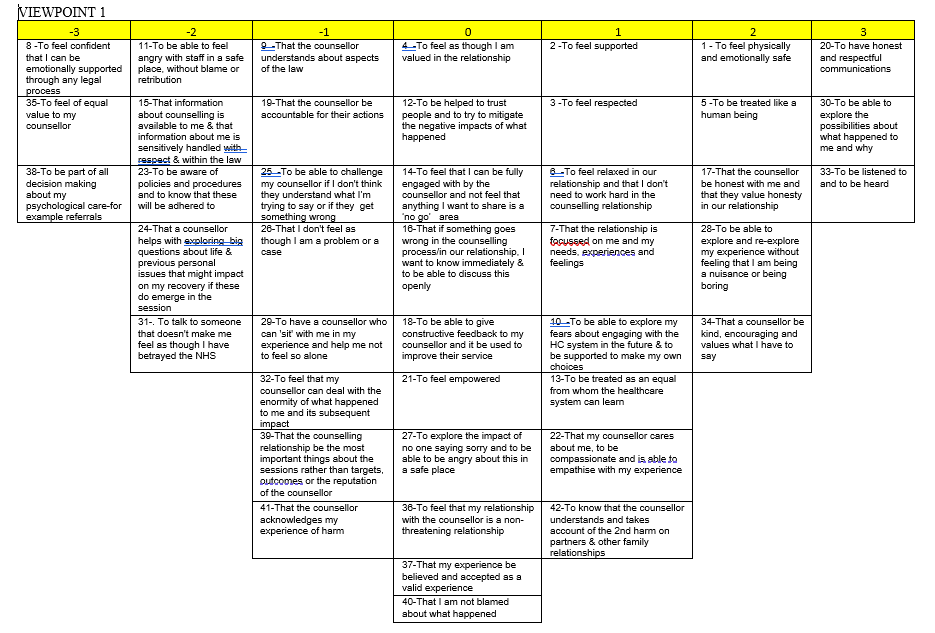 VIEWPOINT 1
-3
-2
-1
0
1
2
3
8 -To feel confident
that I can be
emotionally supported
through any legal
process
11-To be able to feel
angry with staff in a safe
place, without blame or
retribution
9 -That the counsellor
understands about aspects
of the law
4 -To feel as though I am
valued in the relationship
2 -To feel supported
1 - To feel physically
and emotionally safe
20-To have honest
and respectful
communications
35-To feel of equal
value to my
counsellor
15-That information
about counselling is
available to me & that
information about me is
sensitively handled with
respect & within the law
19-That the counsellor be
accountable for their actions
12-To be helped to trust
people and to try to mitigate
the negative impacts of what
happened
3 -To feel respected
5 -To be treated like a
human being
30-To be able to
explore the
possibilities about
what happened to
me and why
38-To be part of all
decision making
about my
psychological care-for
example referrals
23-To be aware of
policies and procedures
and to know that these
will be adhered to
25 -To be able to challenge
my counsellor if I don't think
they understand what I'm
trying to say or if they get
something wrong
14-To feel that I can be fully
engaged with by the
counsellor and not feel that
anything I want to share is a
'no go' area
6 -To feel relaxed in our
relationship and that I don't
need to work hard in the
counselling relationship
17-That the counsellor
be honest with me and
that they value honesty
in our relationship
33-To be listened to
and to be heard
24-That a counsellor
helps with exploring big
questions about life &
previous personal
issues that might impact
on my recovery if these
do emerge in the
session
26-That I don't feel as
though I am a problem or a
case
16-That if something goes
wrong in the counselling
process/in our relationship, I
want to know immediately &
to be able to discuss this
openly
7-That the relationship is
focussed on me and my
needs, experiences and
feelings
28-To be able to
explore and re-explore
my experience without
feeling that I am being
a nuisance or being
boring
31-. To talk to someone
that doesn't make me
feel as though I have
betrayed the NHS
29-To have a counsellor who
can 'sit' with me in my
experience and help me not
to feel so alone
18-To be able to give
constructive feedback to my
counsellor and it be used to
improve their service
10 -To be able to explore my
fears about engaging with the
HC system in the future & to
be supported to make my own
choices
34-That a counsellor be
kind, encouraging and
values what I have to
say
32-To feel that my
counsellor can deal with the
enormity of what happened
to me and its subsequent
impact
21-To feel empowered
13-To be treated as an equal
from whom the healthcare
system can learn
39-That the counselling
relationship be the most
important things about the
sessions rather than targets,
outcomes or the reputation
of the counsellor
27-To explore the impact of
no one saying sorry and to be
able to be angry about this in
a safe place
22-That my counsellor cares
about me, to be
compassionate and is able to
empathise with my experience
41-That the counsellor
acknowledges my
experience of harm
36-To feel that my relationship
with the counsellor is a non-
threatening relationship
42-To know that the counsellor
understands and takes
account of the 2nd harm on
partners & other family
relationships
37-That my experience be
believed and accepted as a
valid experience
40-That I am not blamed
about what happened